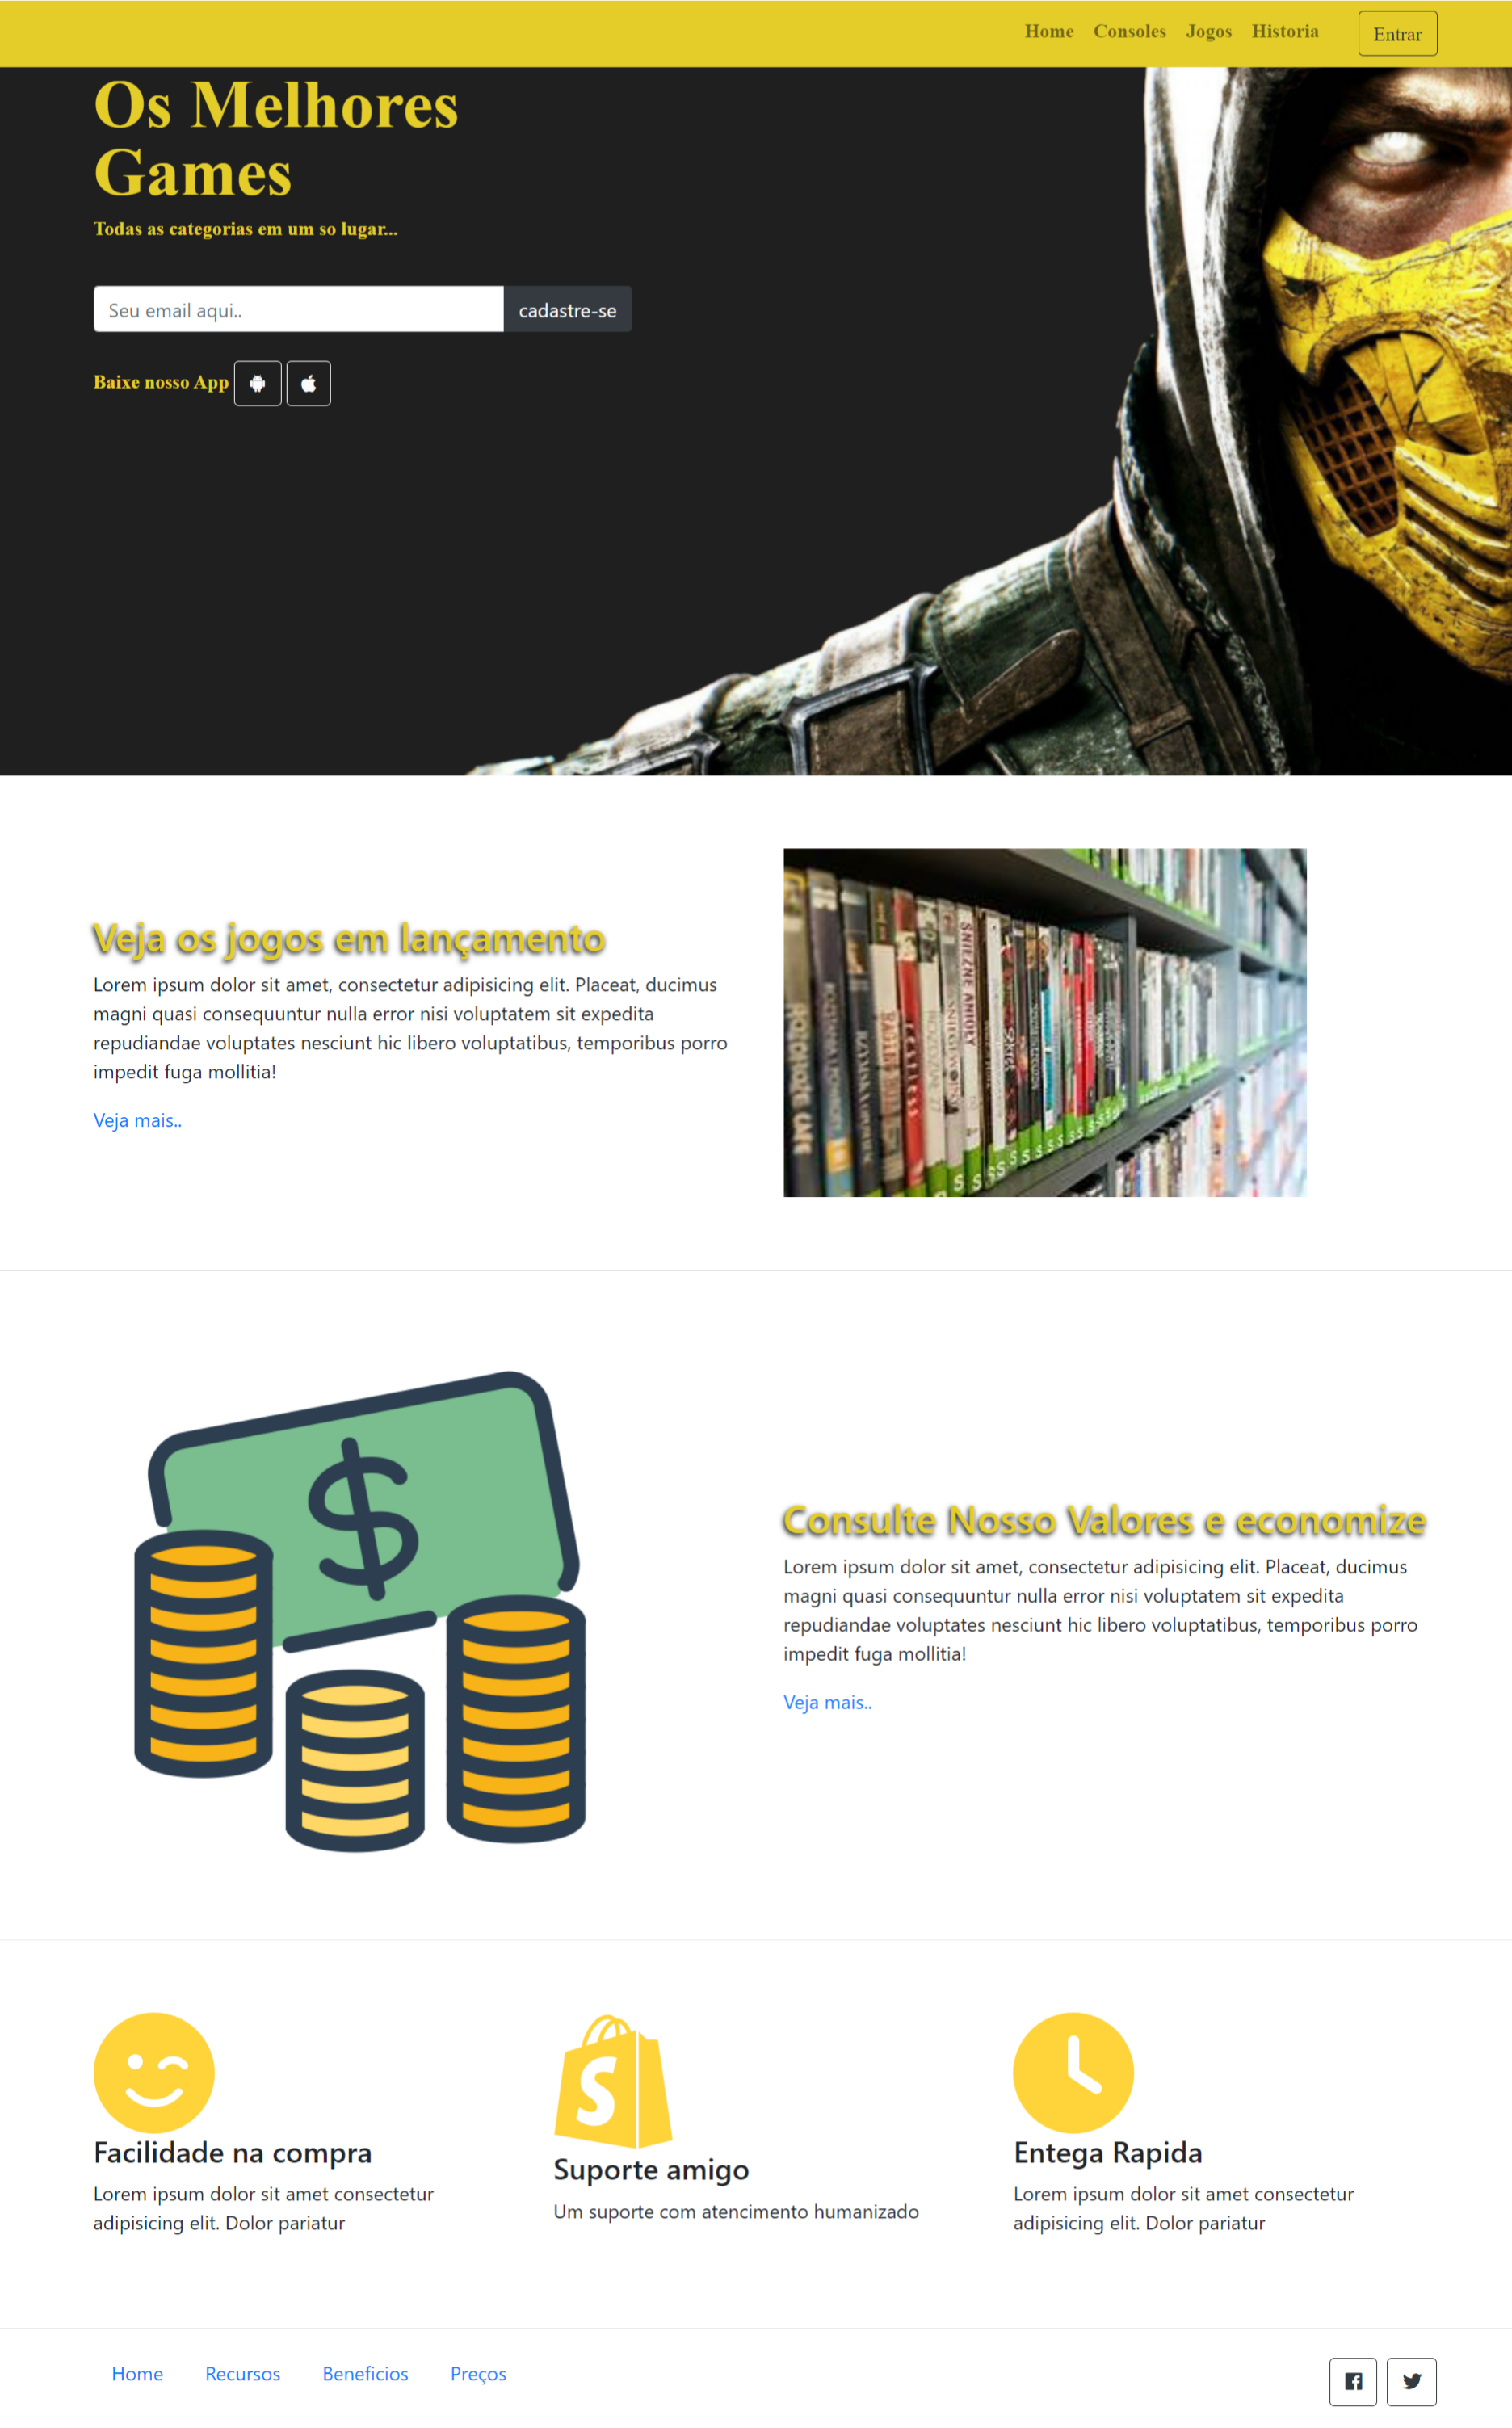 Home Consoles Jogos Historia Entrar
Os Melhores
Games
Todas as categorias em um so lugar...
Seu email aqui.. cadastre-se
Baixe nosso App
Veja os jogos em lançamento
Lorem ipsum dolor sit amet, consectetur adipisicing elit. Placeat, ducimus
magni quasi consequuntur nulla error nisi voluptatem sit expedita
repudiandae voluptates nesciunt hic libero voluptatibus, temporibus porro
impedit fuga mollitia!
Veja mais..
ŚNIEŻNE ANIOŁY
S S S S S S S S S S S
$
Consulte Nosso Valores e economize
Lorem ipsum dolor sit amet, consectetur adipisicing elit. Placeat, ducimus
magni quasi consequuntur nulla error nisi voluptatem sit expedita
repudiandae voluptates nesciunt hic libero voluptatibus, temporibus porro
impedit fuga mollitia!
Veja mais..
S
Facilidade na compra
Lorem ipsum dolor sit amet consectetur
adipisicing elit. Dolor pariatur
Suporte amigo
Um suporte com atencimento humanizado
Entega Rapida
Lorem ipsum dolor sit amet consectetur
adipisicing elit. Dolor pariatur
Home Recursos Beneficios Preços